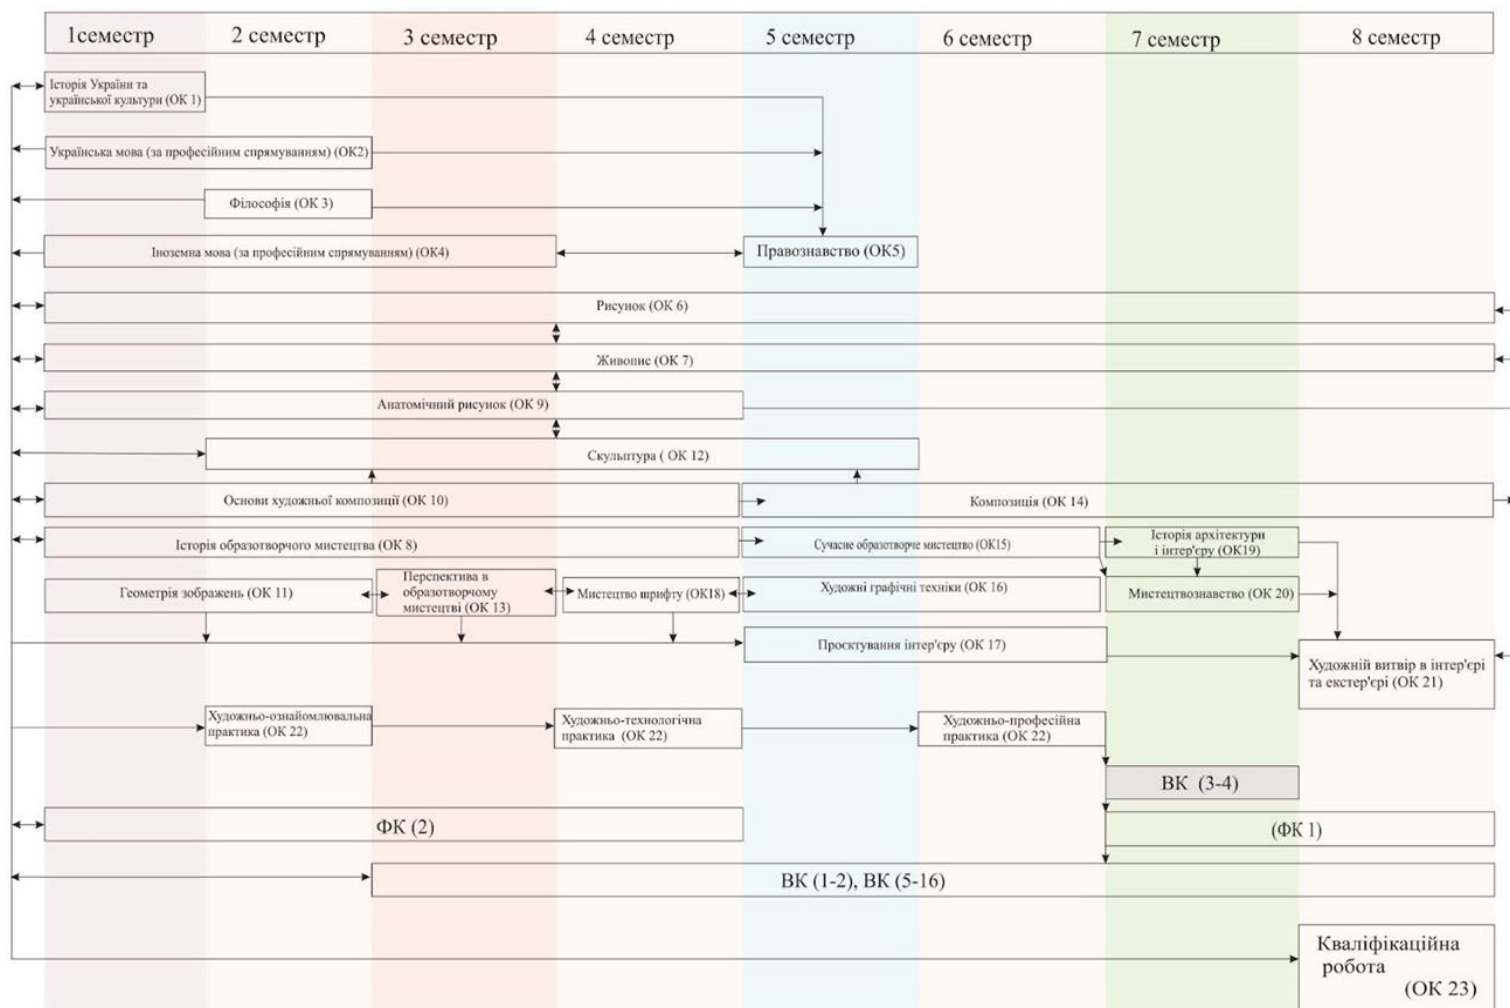 1семестр
2 семестр
3 семестр
4 семестр
5 семестр
6 семестр
7 семестр
8 семестр
Історія України та
української культури (ОК 1)
Українська мова (за професійним спрямуванням) (ОК2)
Філософія (ОК 3)
Іноземна мова (за професійним спрямуванням) (ОК4)
Правознавство (ОК5)
Рисунок (ОК 6)
Живопис (ОК 7)
Анатомічний рисунок (ОК 9)
Скульптура ( ОК 12)
Основи художньої композиції (ОК 10)
Композиція (ОК 14)
Історія образотворчого мистецтва (ОК 8)
Сучасне образотворче мистецтво (ОК15)
Історія архітектури
і інтер'єру (ОК19)
Геометрія зображень (ОК 11)
Перспектива в
образотворчому
мистецтві (ОК 13)
Мистецтво шрифту (ОК18)
Художні графічні техніки (ОК 16)
Мистецтвознавство (ОК 20)
Проєктування інтер'єру (ОК 17)
Художній витвір в інтер'єрі
та екстер'єрі (ОК 21)
Художньо-ознайомлювальна
практика (ОК 22)
Художньо-технологічна
практика (ОК 22)
Художньо-професійна
практика (ОК 22)
ВК (3-4)
ФК (2)
(ФК 1)
ВК (1-2), ВК (5-16)
Кваліфікаційна
робота
(ОК 23)